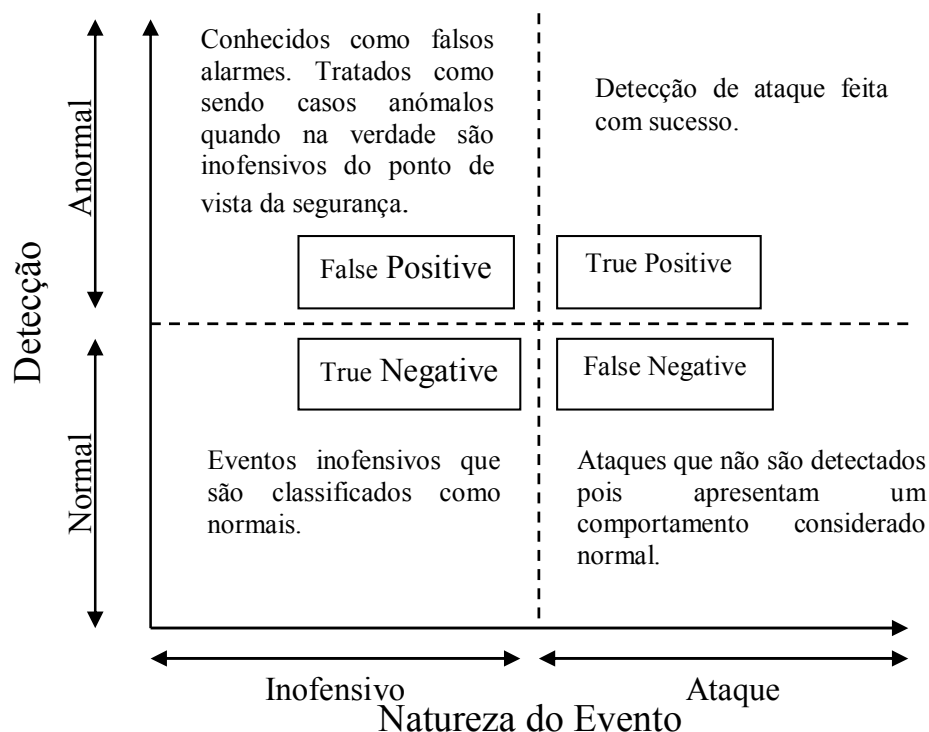 Conhecidos como falsos
alarmes. Tratados como
sendo casos anómalos
quando na verdade são
inofensivos do ponto de
vista da segurança.
Detecção de ataque feita
com sucesso.
Anormal
Detecção
False Positive
True Positive
True Negative
False Negative
Normal
Eventos inofensivos que
são classificados como
normais.
Ataques que não são detectados
pois apresentam um
comportamento considerado
normal.
Inofensivo
Ataque
Natureza do Evento